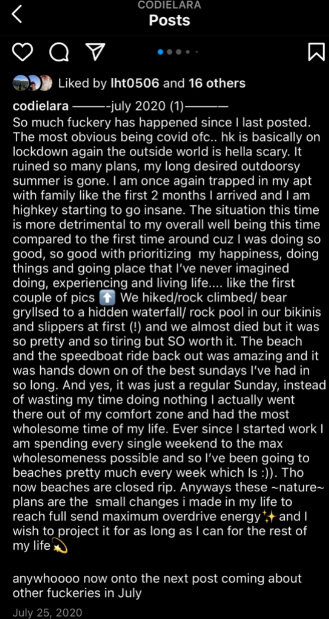 CODIELARA
Posts
Liked by lht0506 and 16 others
codielara ———-july 2020 (1)————
So much fuckery has happened since I last posted.
The most obvious being covid ofc.. hk is basically on
lockdown again the outside world is hella scary. It
ruined so many plans, my long desired outdoorsy
summer is gone. I am once again trapped in my apt
with family like the first 2 months I arrived and I am
highkey starting to go insane. The situation this time
is more detrimental to my overall well being this time
compared to the first time around cuz I was doing so
good, so good with prioritizing  my happiness, doing
things and going place that I've never imagined
doing, experiencing and living life.... like the first
couple of pics ⬆️ We hiked/rock climbed/ bear
gryllsed to a hidden waterfall/ rock pool in our bikinis
and slippers at first (!) and we almost died but it was
so pretty and so tiring but SO worth it. The beach
and the speedboat ride back out was amazing and it
was hands down on of the best sundays I've had in
so long. And yes, it was just a regular Sunday, instead
of wasting my time doing nothing I actually went
there out of my comfort zone and had the most
wholesome time of my life. Ever since I started work I
am spending every single weekend to the max
wholesomeness possible and so I've been going to
beaches pretty much every week which Is :)). Tho
now beaches are closed rip. Anyways these ~nature~
plans are the  small changes i made in my life to
reach full send maximum overdrive energy✨ and I
wish to project it for as long as I can for the rest of
my life💫
anywhoooo now onto the next post coming about
other fuckeries in July
July 25, 2020